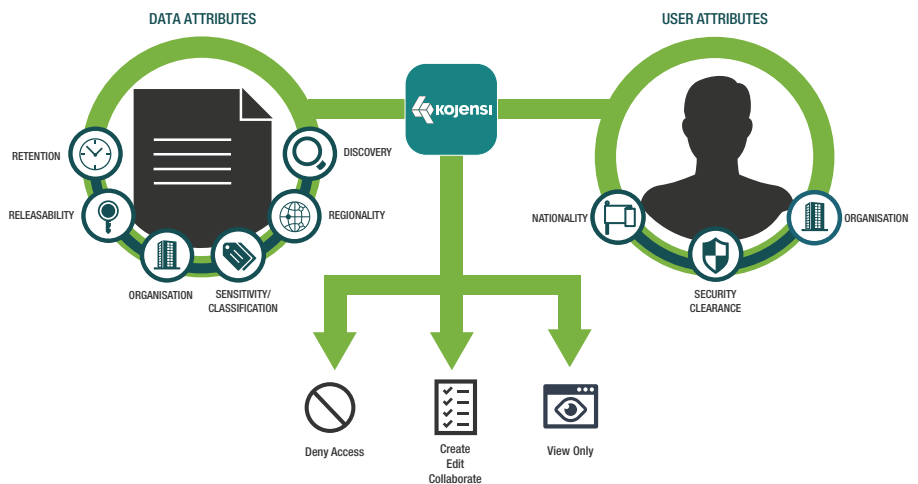 DATA ATTRIBUTES
USER ATTRIBUTES
KOJENSI
RETENTION
DISCOVERY
RELEASABILITY
REGIONALITY
ORGANISATION
SENSITIVITY/
CLASSIFICATION
NATIONALITY
ORGANISATION
SECURITY
CLEARANCE
Deny Access
Create
Edit
Collaborate
View Only